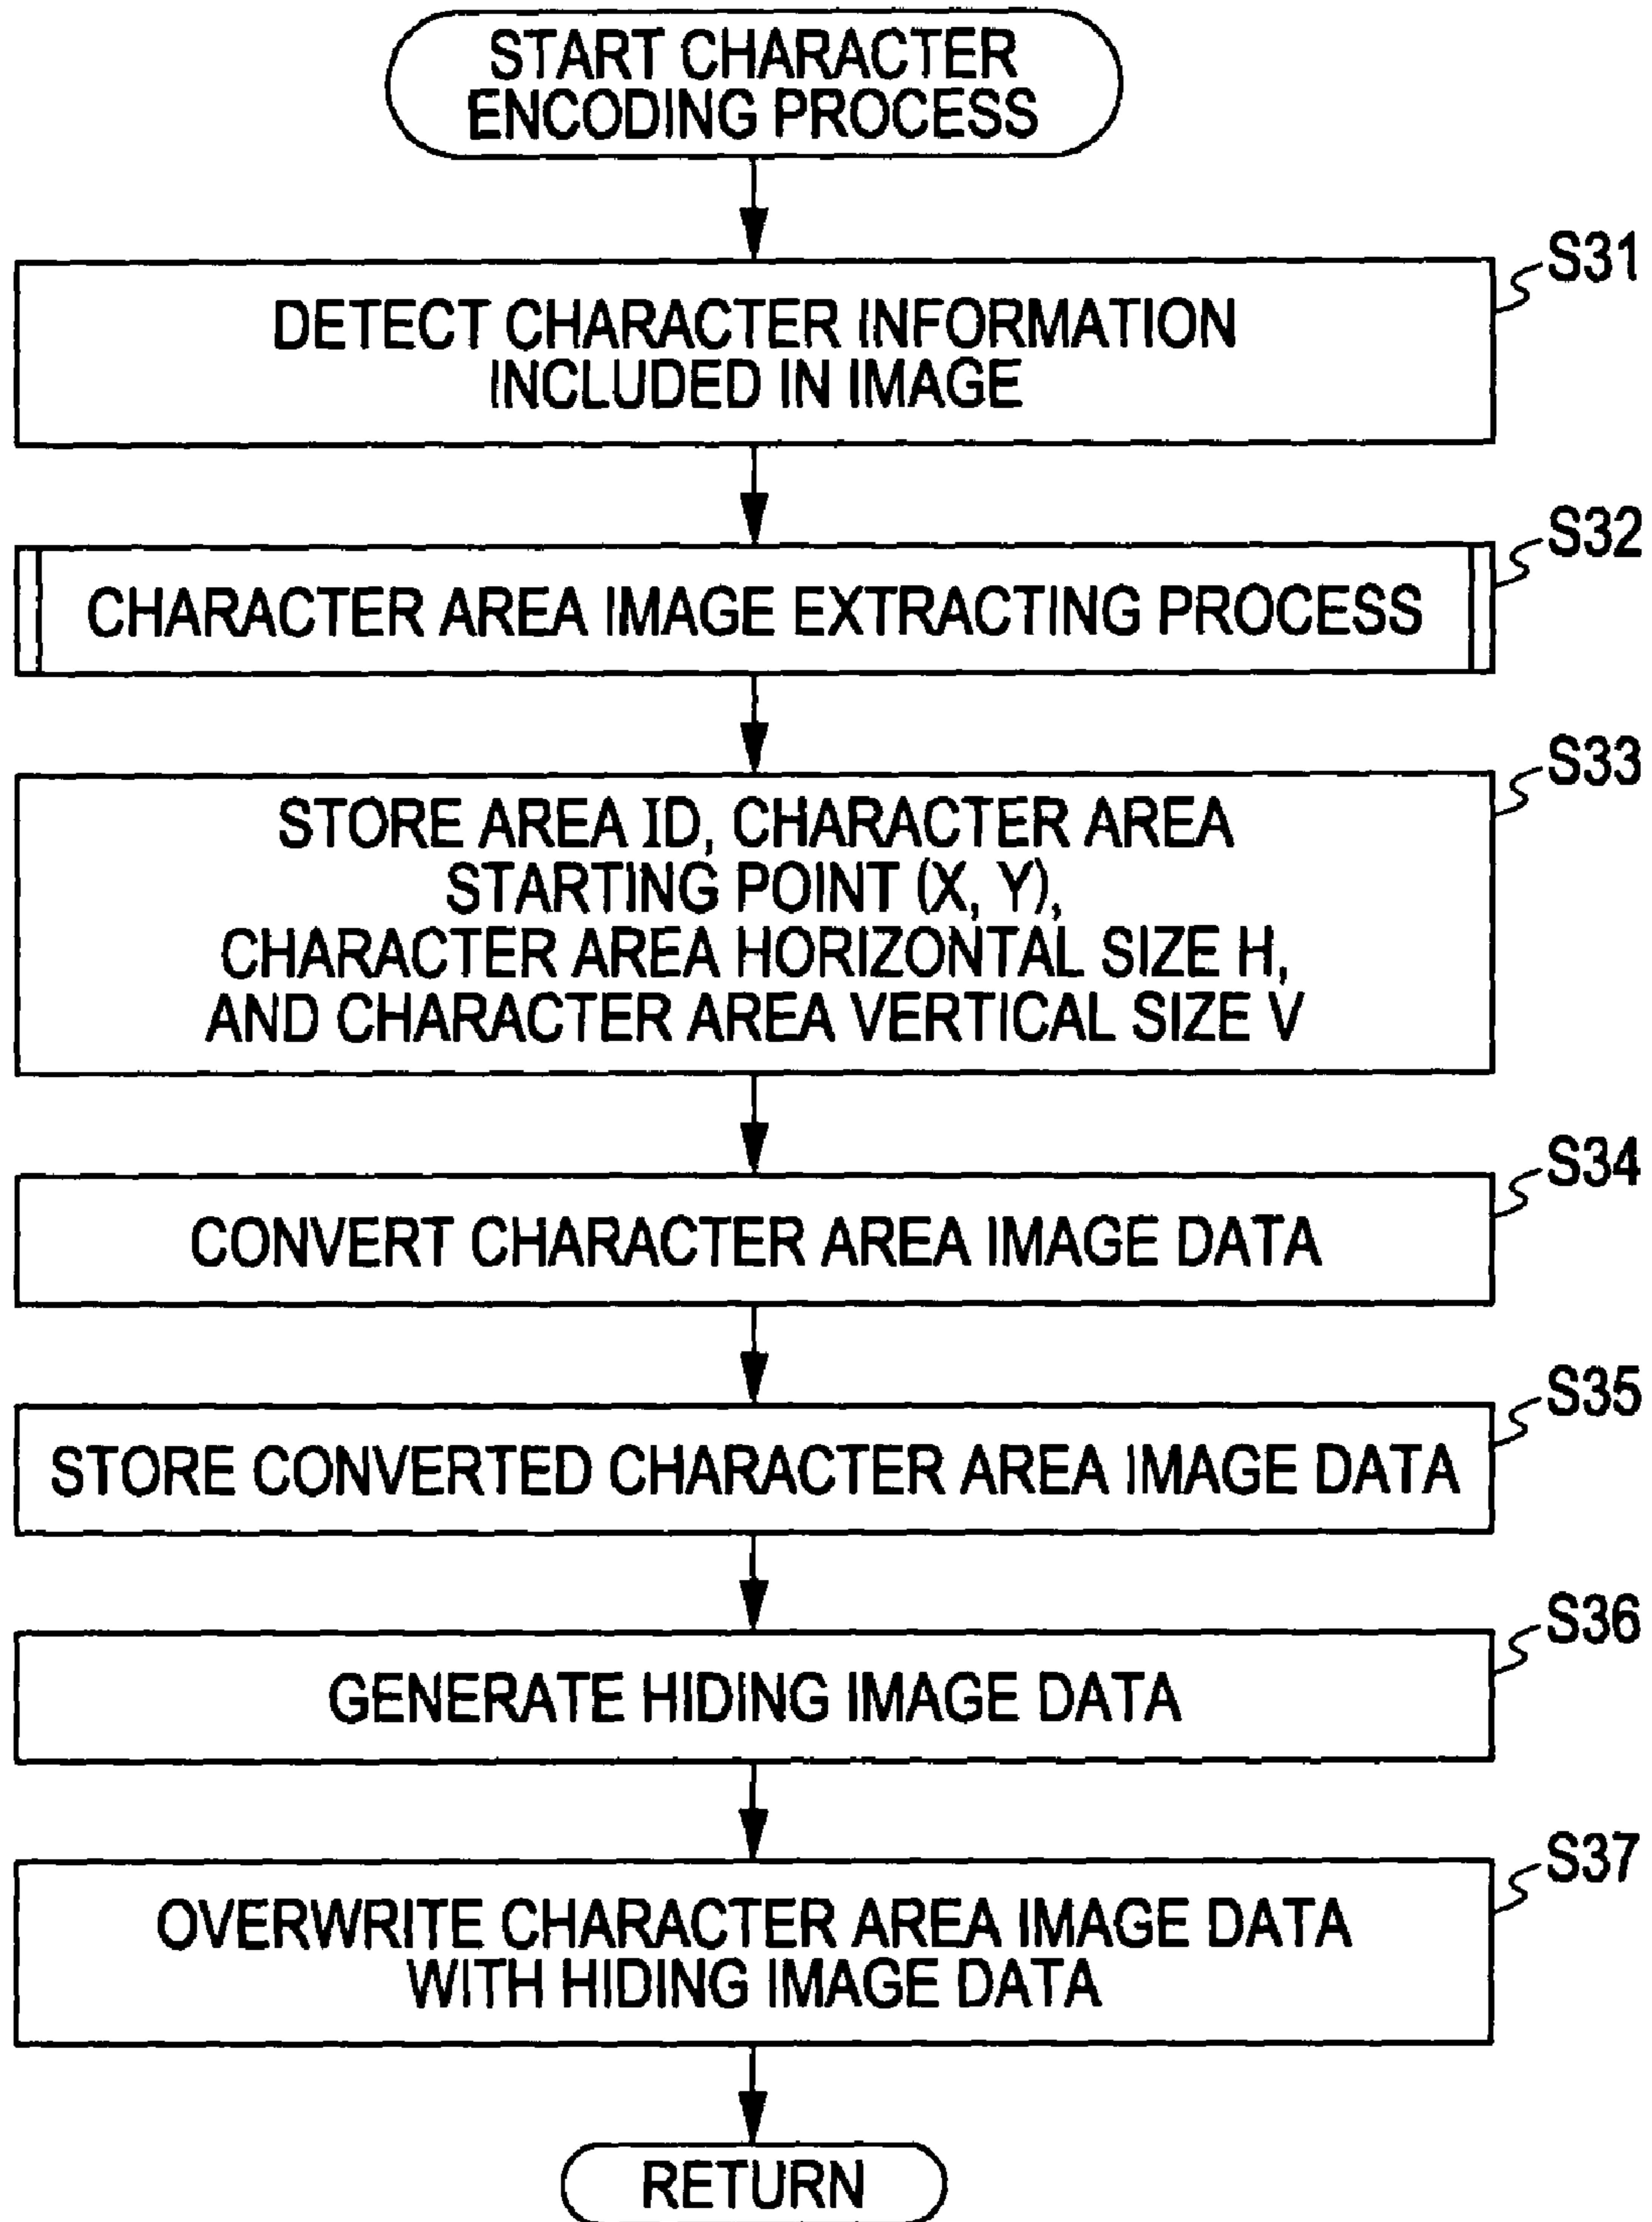 START CHARACTER
ENCODING PROCESS
S31
DETECT CHARACTER INFORMATION
INCLUDED IN IMAGE
S32
CHARACTER AREA IMAGE EXTRACTING PROCESS
S33
STORE AREA ID, CHARACTER AREA
STARTING POINT (X, Y),
CHARACTER AREA HORIZONTAL SIZE H,
AND CHARACTER AREA VERTICAL SIZE V
S34
CONVERT CHARACTER AREA IMAGE DATA
S35
STORE CONVERTED CHARACTER AREA IMAGE DATA
S36
GENERATE HIDING IMAGE DATA
S37
OVERWRITE CHARACTER AREA IMAGE DATA
WITH HIDING IMAGE DATA
RETURN